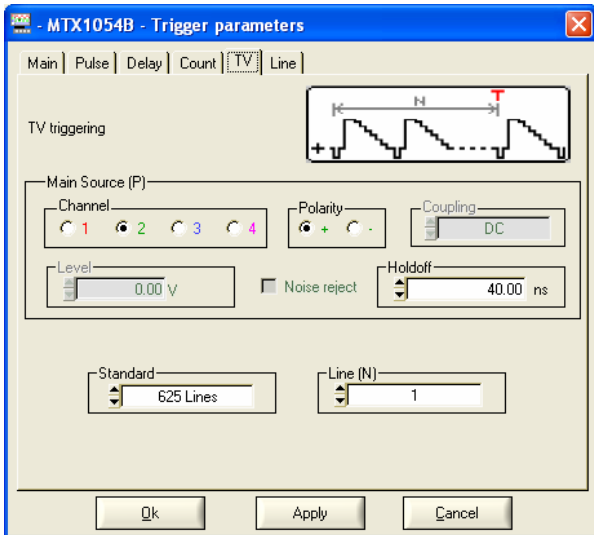 - MTX1054B - Trigger parameters
Main Pulse Delay Count TV Line
N T
TV triggering
+
Main Source (P)
Channel Polarity Coupling
1 2 3 4 + - DC
Level Holdoff
0.00 V Noise reject 40.00 ns
Standard Line (N)
625 Lines 1
Ok Apply Cancel